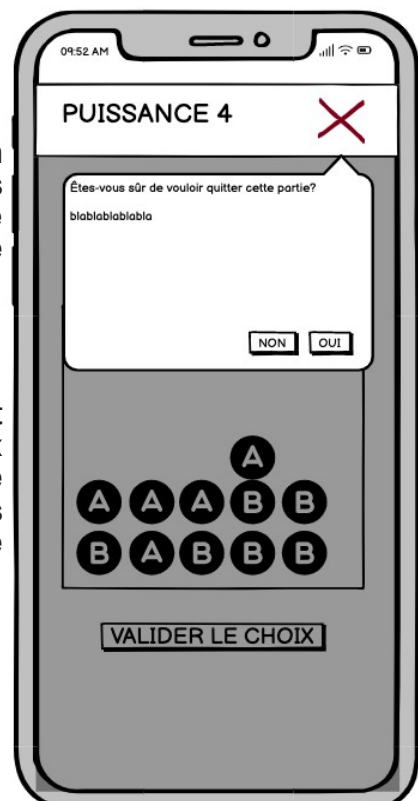 09:52 AM
PUISSANCE 4
Êtes-vous sûr de vouloir quitter cette partie?
blablablablabla
NON OUI
A
A A A B B
B A B B B
VALIDER LE CHOIX